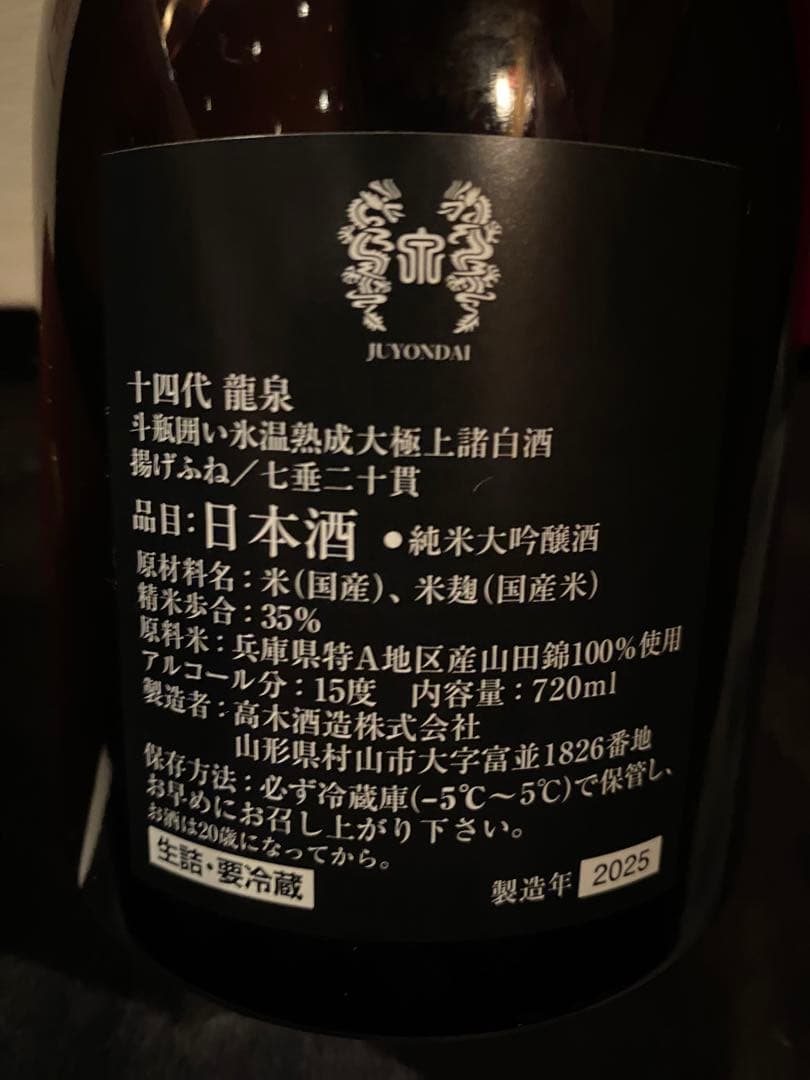 JUYONDAI
十四代 龍泉
斗瓶囲い氷温熟成大極上諸白酒
揚げふね／七垂二十貫
品目：日本酒 ●純米大吟醸酒
原材料名：米(国産)、米麹(国産米)
精米歩合：35%
原料米：兵庫県特A地区産山田錦100%使用
アルコール分：15度　内容量：720ml
製造者：高木酒造株式会社
山形県村山市大字富並1826番地
保存方法：必ず冷蔵庫(−5℃〜5℃)で保管し、
お早めにお召し上がり下さい。
お酒は20歳になってから。
生詰・要冷蔵
製造年 2025